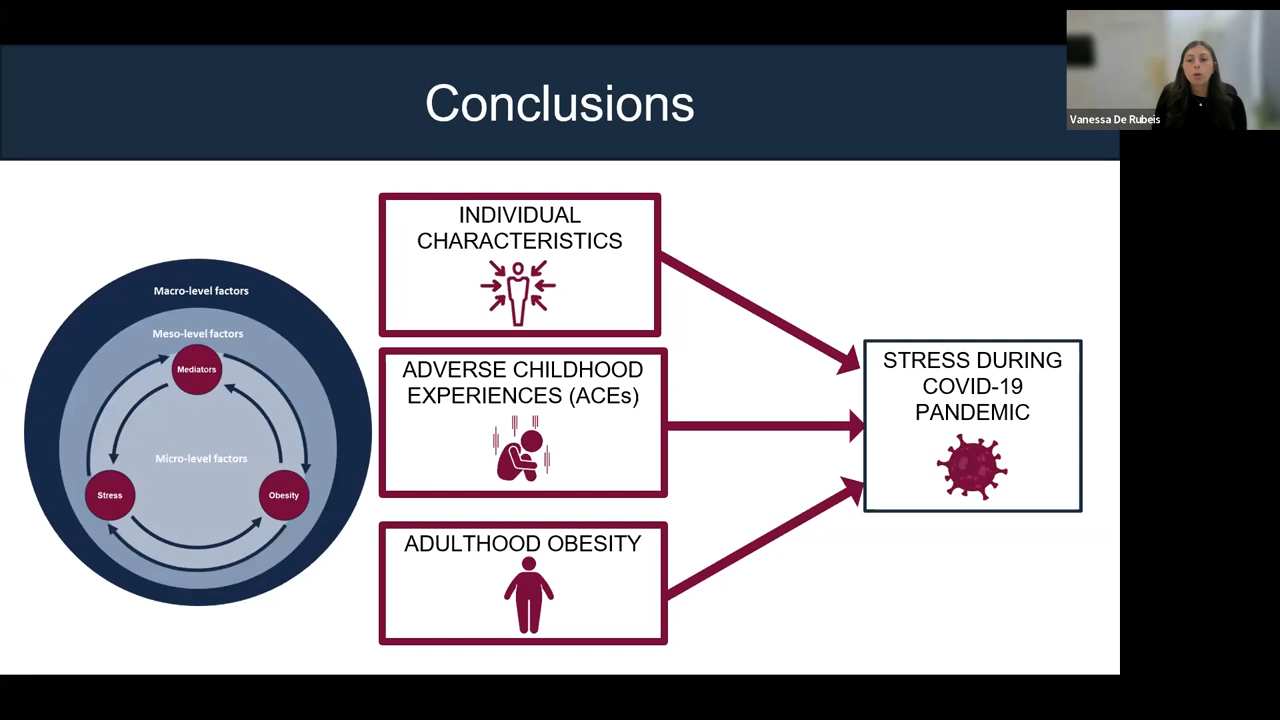 Conclusions
Vanessa De Rubeis
Macro-level factors
Meso-level factors
Mediators
Micro-level factors
Stress
Obesity
INDIVIDUAL
CHARACTERISTICS
ADVERSE CHILDHOOD
EXPERIENCES (ACEs)
ADULTHOOD OBESITY
STRESS DURING
COVID-19
PANDEMIC